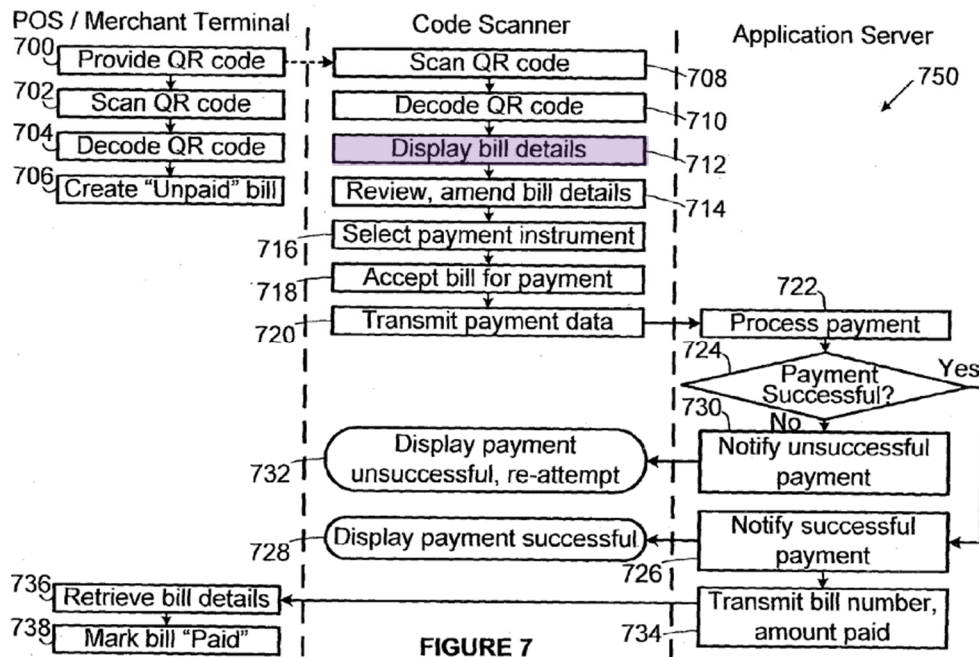 POS / Merchant Terminal
Code Scanner
Application Server
700
Provide QR code
Scan QR code
708
750
702
Scan QR code
Decode QR code
710
704
Decode QR code
Display bill details
712
706
Create “Unpaid” bill
Review, amend bill details
714
716
Select payment instrument
718
Accept bill for payment
722
720
Transmit payment data
Process payment
724
Payment
Successful?
Yes
730
No
732
Display payment
unsuccessful, re-attempt
Notify unsuccessful
payment
728
Display payment successful
Notify successful
payment
726
736
Retrieve bill details
Transmit bill number,
amount paid
734
738
Mark bill “Paid”
FIGURE 7